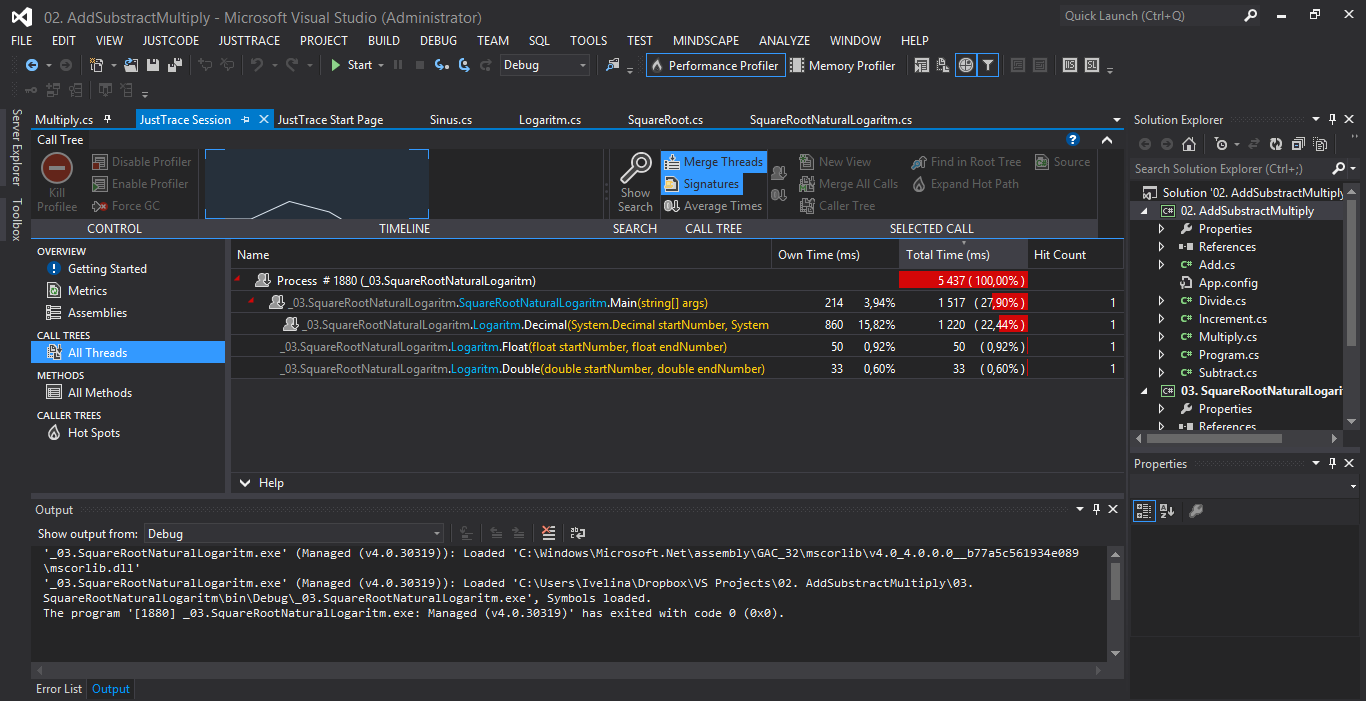 02. AddSubstractMultiply - Microsoft Visual Studio (Administrator)
Quick Launch (Ctrl+Q)
FILE EDIT VIEW JUSTCODE JUSTTRACE PROJECT BUILD DEBUG TEAM SQL TOOLS TEST MINDSCAPE ANALYZE WINDOW HELP
Start Debug Performance Profiler Memory Profiler
Server Explorer
Toolbox
Multiply.cs JustTrace Session JustTrace Start Page Sinus.cs Logaritm.cs SquareRoot.cs SquareRootNaturalLogaritm.cs
Call Tree
Kill Profilee
Disable Profiler
Enable Profiler
Force GC
Show Search
Merge Threads
Signatures
Average Times
New View
Merge All Calls
Caller Tree
Find in Root Tree
Expand Hot Path
Source
CONTROL TIMELINE SEARCH CALL TREE SELECTED CALL
OVERVIEW
Getting Started
Metrics
Assemblies
CALL TREES
All Threads
METHODS
All Methods
CALLER TREES
Hot Spots
Name Own Time (ms) Total Time (ms) Hit Count
Process # 1880 (_03.SquareRootNaturalLogaritm) 5 437 ( 100,00% )
_03.SquareRootNaturalLogaritm.SquareRootNaturalLogaritm.Main(string[] args) 214 3,94% 1 517 ( 27,90% ) 1
_03.SquareRootNaturalLogaritm.Logaritm.Decimal(System.Decimal startNumber, System 860 15,82% 1 220 ( 22,44% ) 1
_03.SquareRootNaturalLogaritm.Logaritm.Float(float startNumber, float endNumber) 50 0,92% 50 ( 0,92% ) 1
_03.SquareRootNaturalLogaritm.Logaritm.Double(double startNumber, double endNumber) 33 0,60% 33 ( 0,60% ) 1
Help
Solution Explorer
Search Solution Explorer (Ctrl+;)
Solution '02. AddSubstractMultiply
02. AddSubstractMultiply
Properties
References
Add.cs
App.config
Divide.cs
Increment.cs
Multiply.cs
Program.cs
Subtract.cs
03. SquareRootNaturalLogari
Properties
References
Properties
Output
Show output from: Debug
'_03.SquareRootNaturalLogaritm.exe' (Managed (v4.0.30319)): Loaded 'C:\Windows\Microsoft.Net\assembly\GAC_32\mscorlib\v4.0_4.0.0.0__b77a5c561934e089
\mscorlib.dll'
'_03.SquareRootNaturalLogaritm.exe' (Managed (v4.0.30319)): Loaded 'C:\Users\Ivelina\Dropbox\VS Projects\02. AddSubstractMultiply\03.
SquareRootNaturalLogaritm\bin\Debug\_03.SquareRootNaturalLogaritm.exe', Symbols loaded.
The program '[1880] _03.SquareRootNaturalLogaritm.exe: Managed (v4.0.30319)' has exited with code 0 (0x0).
Error List Output